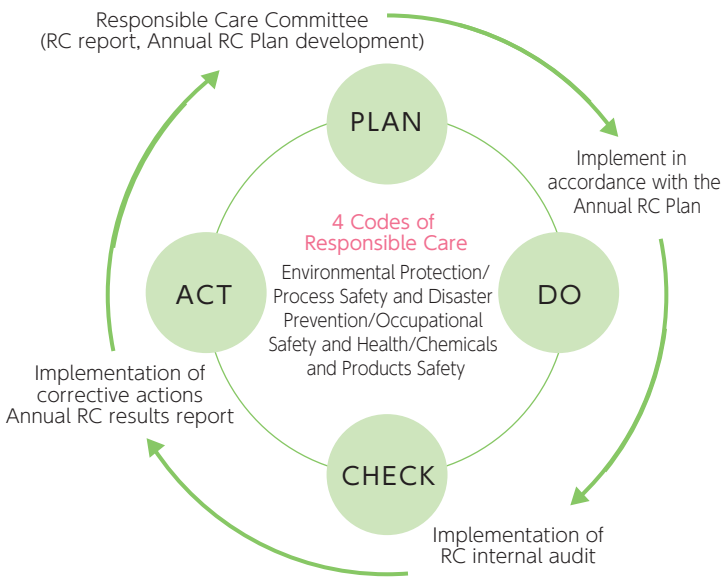 Responsible Care Committee
(RC report, Annual RC Plan development)
PLAN
Implement in
accordance with the
Annual RC Plan
4 Codes of
Responsible Care
Environmental Protection/
Process Safety and Disaster
Prevention/Occupational
Safety and Health/Chemicals
and Products Safety
ACT
DO
Implementation of
corrective actions
Annual RC results report
CHECK
Implementation of
RC internal audit